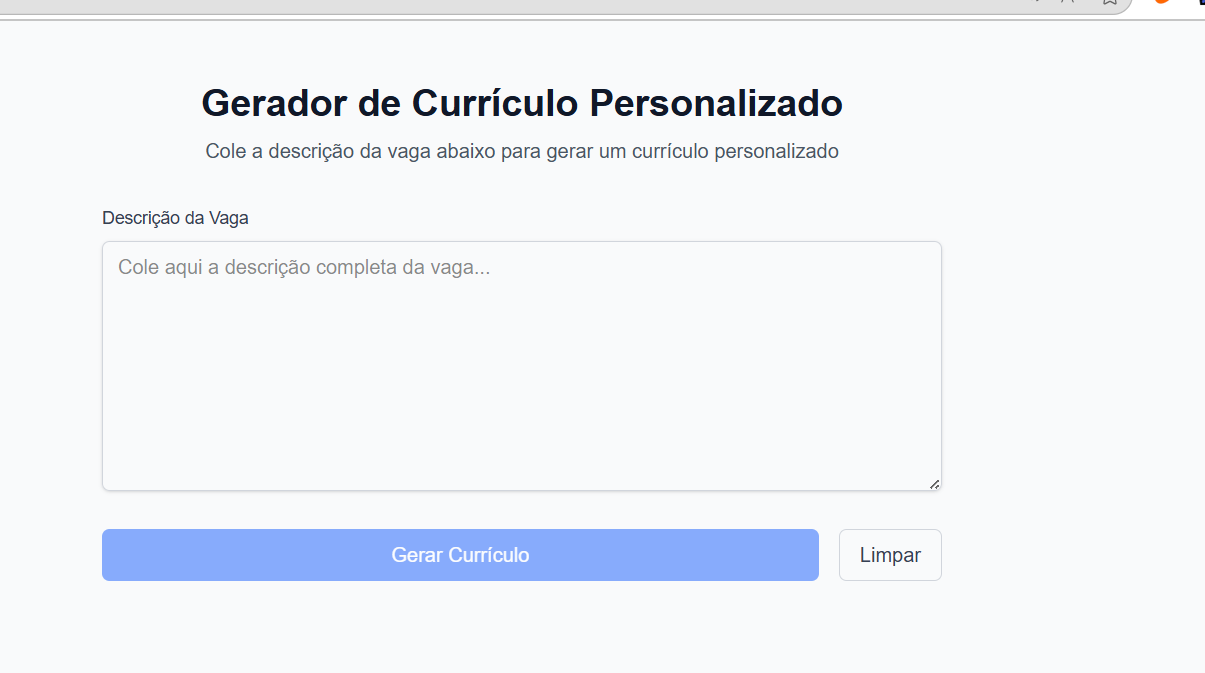 Gerador de Currículo Personalizado
Cole a descrição da vaga abaixo para gerar um currículo personalizado
Descrição da Vaga
Cole aqui a descrição completa da vaga...
Gerar Currículo
Limpar